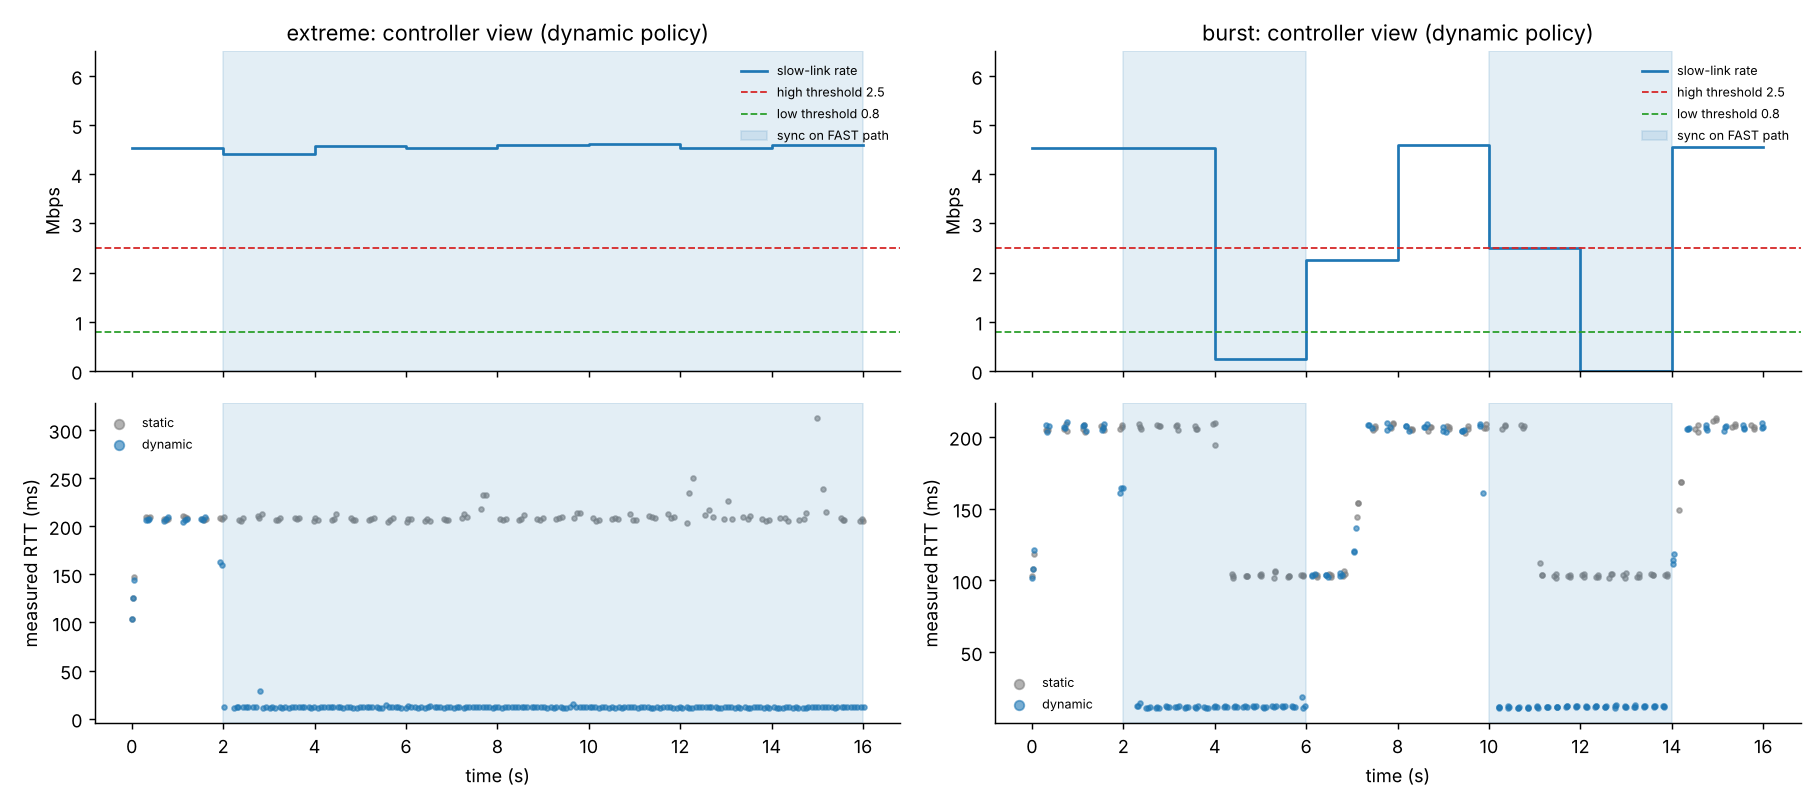 extreme: controller view (dynamic policy)
Mbps
6
5
4
3
2
1
0
slow-link rate
high threshold 2.5
low threshold 0.8
sync on FAST path
burst: controller view (dynamic policy)
Mbps
6
5
4
3
2
1
0
slow-link rate
high threshold 2.5
low threshold 0.8
sync on FAST path
measured RTT (ms)
300
250
200
150
100
50
0
static
dynamic
0 2 4 6 8 10 12 14 16
time (s)
measured RTT (ms)
200
150
100
50
static
dynamic
0 2 4 6 8 10 12 14 16
time (s)